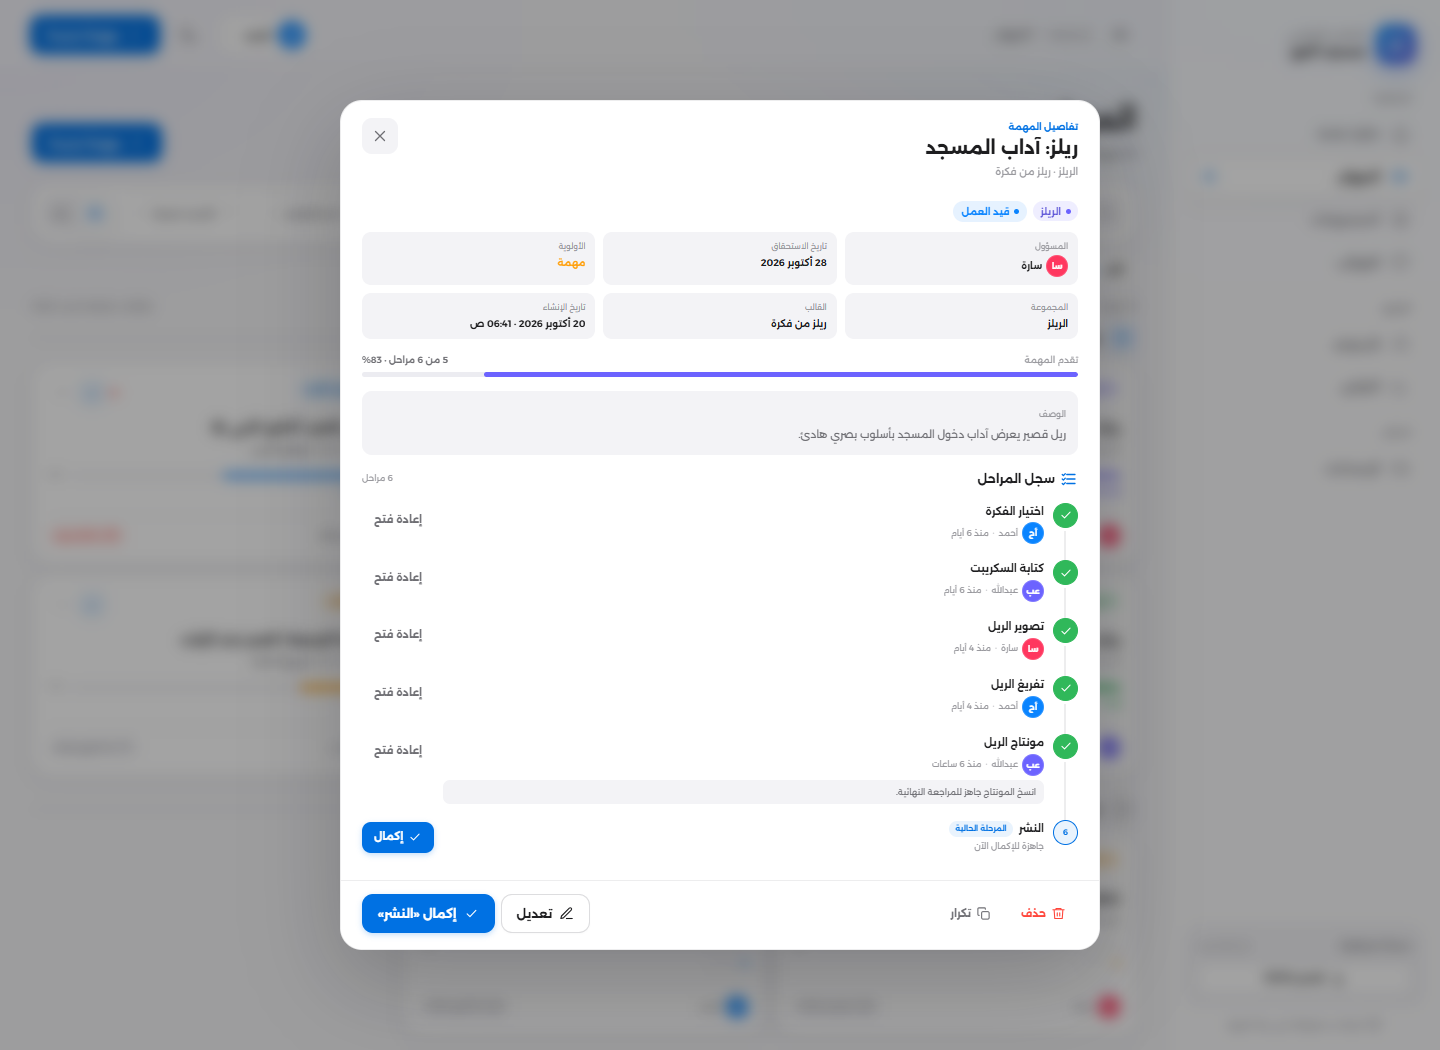 تفاصيل المهمة
ريلز: آداب المسجد
الريلز · ريلز من فكرة
الريلز
قيد العمل
المسؤول
سا سارة
تاريخ الاستحقاق
28 أكتوبر 2026
الأولوية
مهمة
المجموعة
الريلز
القالب
ريلز من فكرة
تاريخ الإنشاء
20 أكتوبر 2026 · 06:41 ص
تقدم المهمة
5 من 6 مراحل · 83%
الوصف
ريل قصير يعرض آداب دخول المسجد بأسلوب بصري هادئ.
سجل المراحل
6 مراحل
اختيار الفكرة
أح أحمد · منذ 6 أيام
إعادة فتح
كتابة السكريبت
عب عبدالله · منذ 6 أيام
إعادة فتح
تصوير الريل
سا سارة · منذ 4 أيام
إعادة فتح
تفريغ الريل
أح أحمد · منذ 4 أيام
إعادة فتح
مونتاج الريل
عب عبدالله · منذ 6 ساعات
إعادة فتح
انسخ المونتاج جاهز للمراجعة النهائية.
6
النشر المرحلة الحالية
جاهزة للإكمال الآن
إكمال
حذف
تكرار
تعديل
إكمال «النشر»